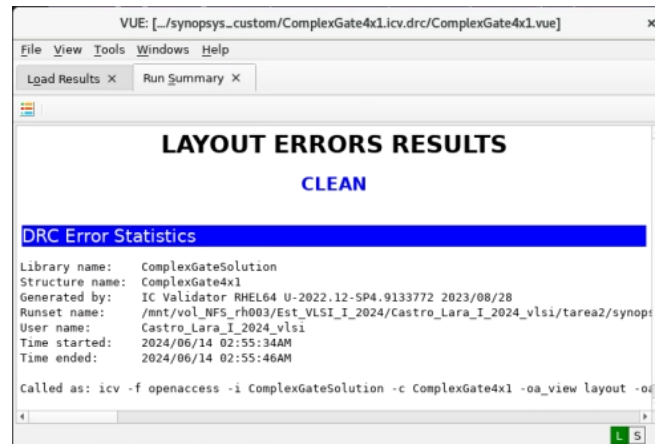 VUE: [.../synopsys_custom/ComplexGate4x1.icv.drc/ComplexGate4x1.vue]
File View Tools Windows Help
Load Results × Run Summary ×
LAYOUT ERRORS RESULTS
CLEAN
DRC Error Statistics
Library name: ComplexGateSolution
Structure name: ComplexGate4x1
Generated by: IC Validator RHEL64 U-2022.12-SP4.9133772 2023/08/28
Runset name: /mnt/vol_NFS_rh003/Est_VLSI_I_2024/Castro_Lara_I_2024_vlsi/tarea2/synops
User name: Castro_Lara_I_2024_vlsi
Time started: 2024/06/14 02:55:34AM
Time ended: 2024/06/14 02:55:46AM
Called as: icv -f openaccess -i ComplexGateSolution -c ComplexGate4x1 -oa_view layout -oa
L S